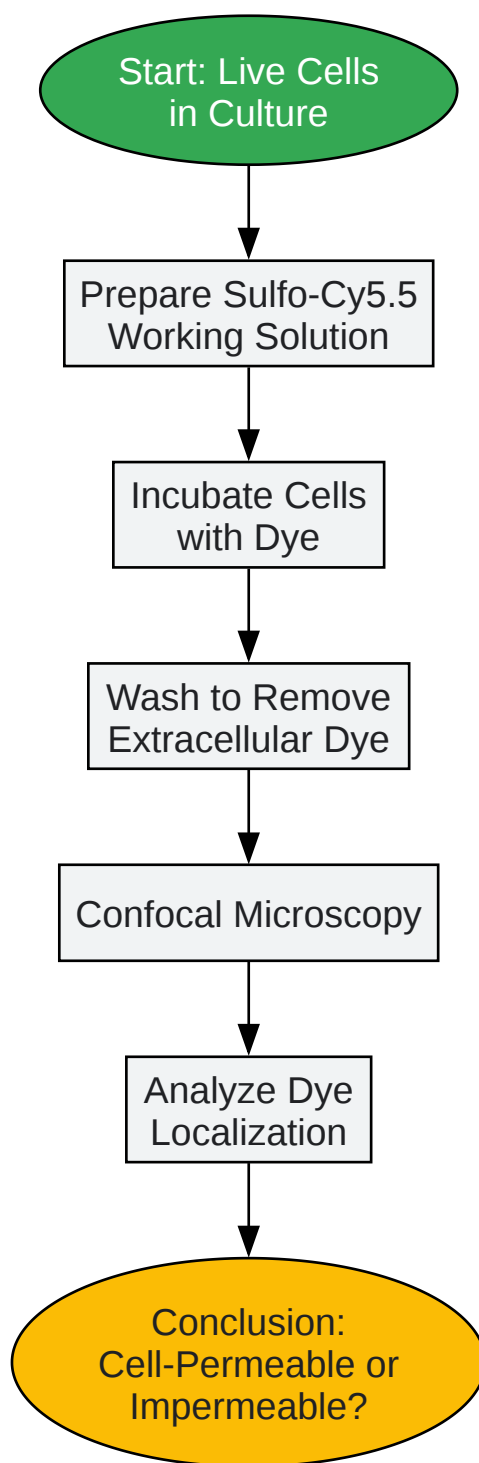 Start: Live Cells
in Culture
Prepare Sulfo-Cy5.5
Working Solution
Incubate Cells
with Dye
Wash to Remove
Extracellular Dye
Confocal Microscopy
Analyze Dye
Localization
Conclusion:
Cell-Permeable or
Impermeable?